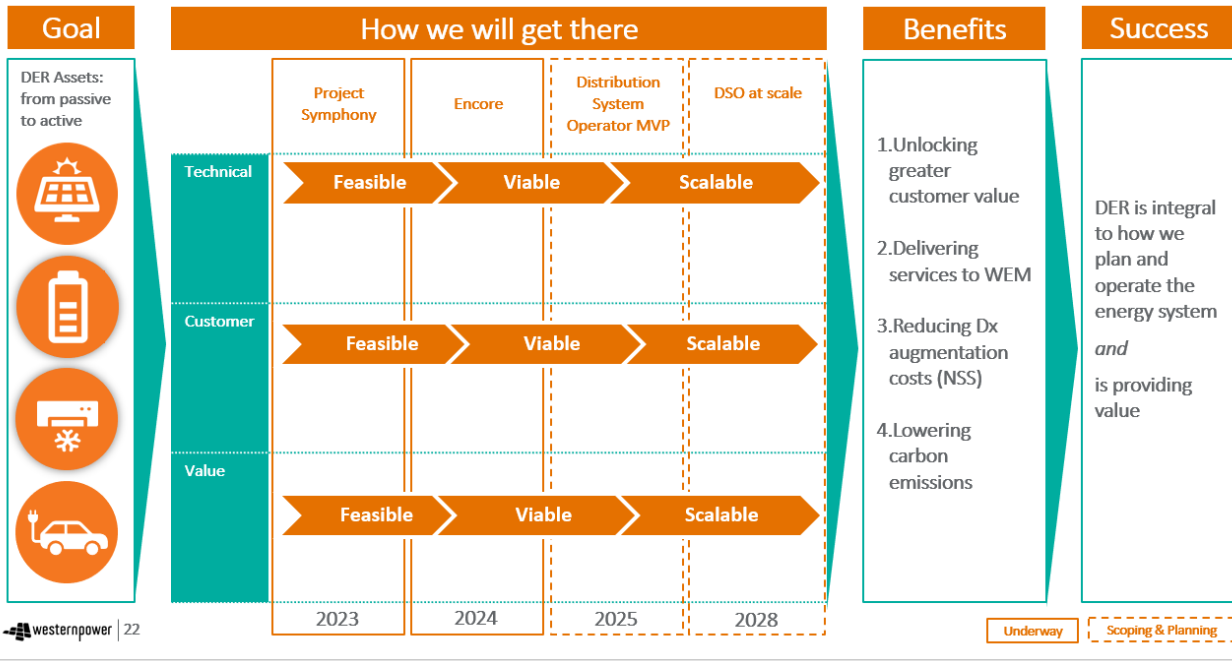 Goal
How we will get there
Benefits
Success
DER Assets:
from passive
to active
Project
Symphony
Encore
Distribution
System
Operator MVP
DSO at scale
Technical
Feasible
Viable
Scalable
Customer
Feasible
Viable
Scalable
Value
Feasible
Viable
Scalable
2023
2024
2025
2028
1.Unlocking
greater
customer value
2.Delivering
services to WEM
3.Reducing Dx
augmentation
costs (NSS)
4.Lowering
carbon
emissions
DER is integral
to how we
plan and
operate the
energy system
and
is providing
value
westernpower
22
Underway
Scoping & Planning